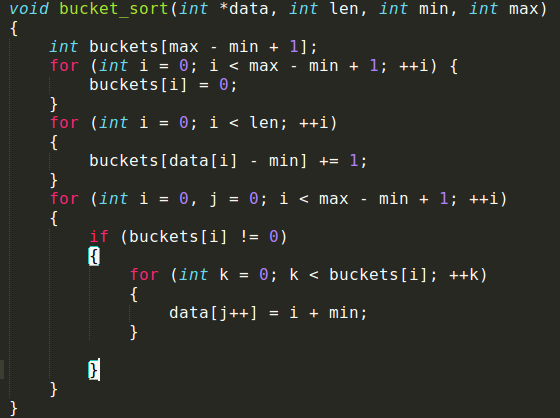 void bucket_sort(int *data, int len, int min, int max)
{
    int buckets[max - min + 1];
    for (int i = 0; i < max - min + 1; ++i) {
        buckets[i] = 0;
    }
    for (int i = 0; i < len; ++i)
    {
        buckets[data[i] - min] += 1;
    }
    for (int i = 0, j = 0; i < max - min + 1; ++i)
    {
        if (buckets[i] != 0)
        {
            for (int k = 0; k < buckets[i]; ++k)
            {
                data[j++] = i + min;
            }

        }
    }
}